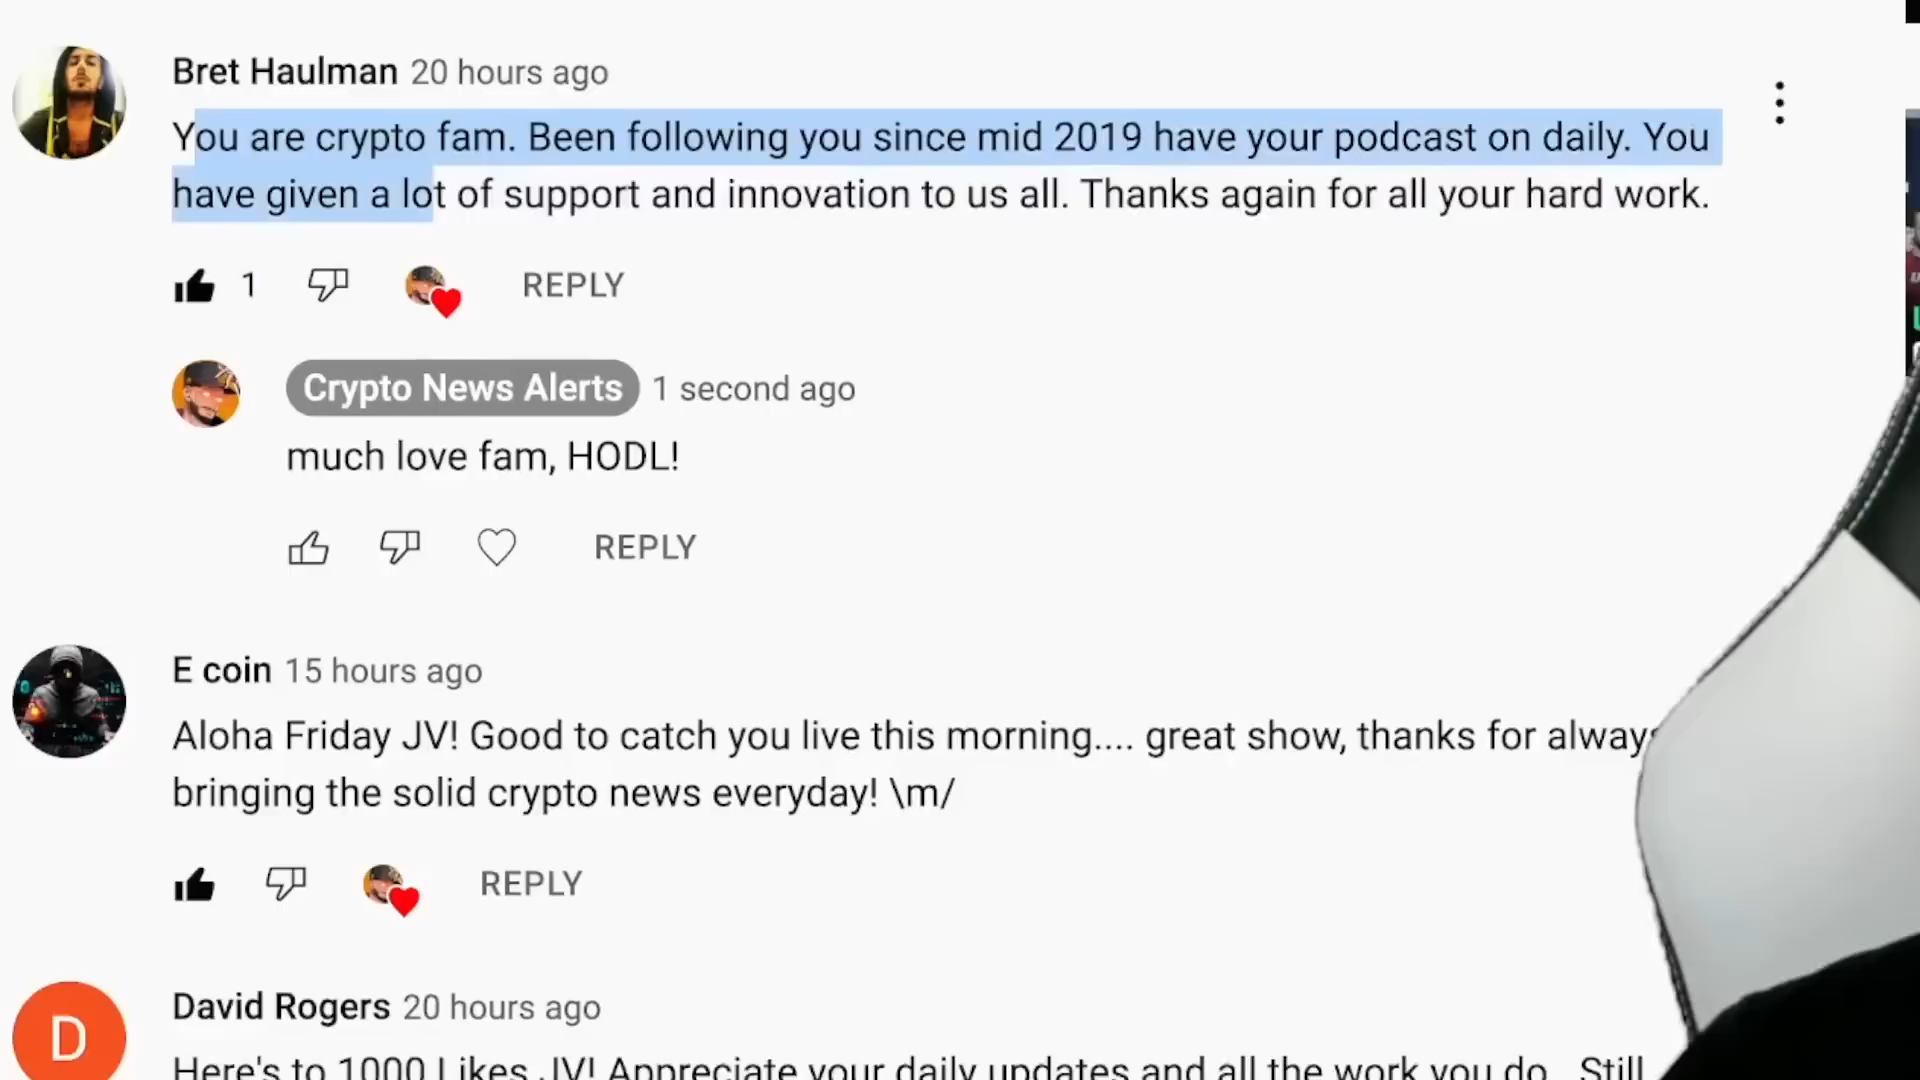 Bret Haulman 20 hours ago
You are crypto fam. Been following you since mid 2019 have your podcast on daily. You
have given a lot of support and innovation to us all. Thanks again for all your hard work.
1 REPLY
Crypto News Alerts 1 second ago
much love fam, HODL!
REPLY
E coin 15 hours ago
Aloha Friday JV! Good to catch you live this morning.... great show, thanks for always
bringing the solid crypto news everyday! \m/
REPLY
D
David Rogers 20 hours ago
Here's to 1000 Likes JV! Appreciate your daily updates and all the work you do. Still